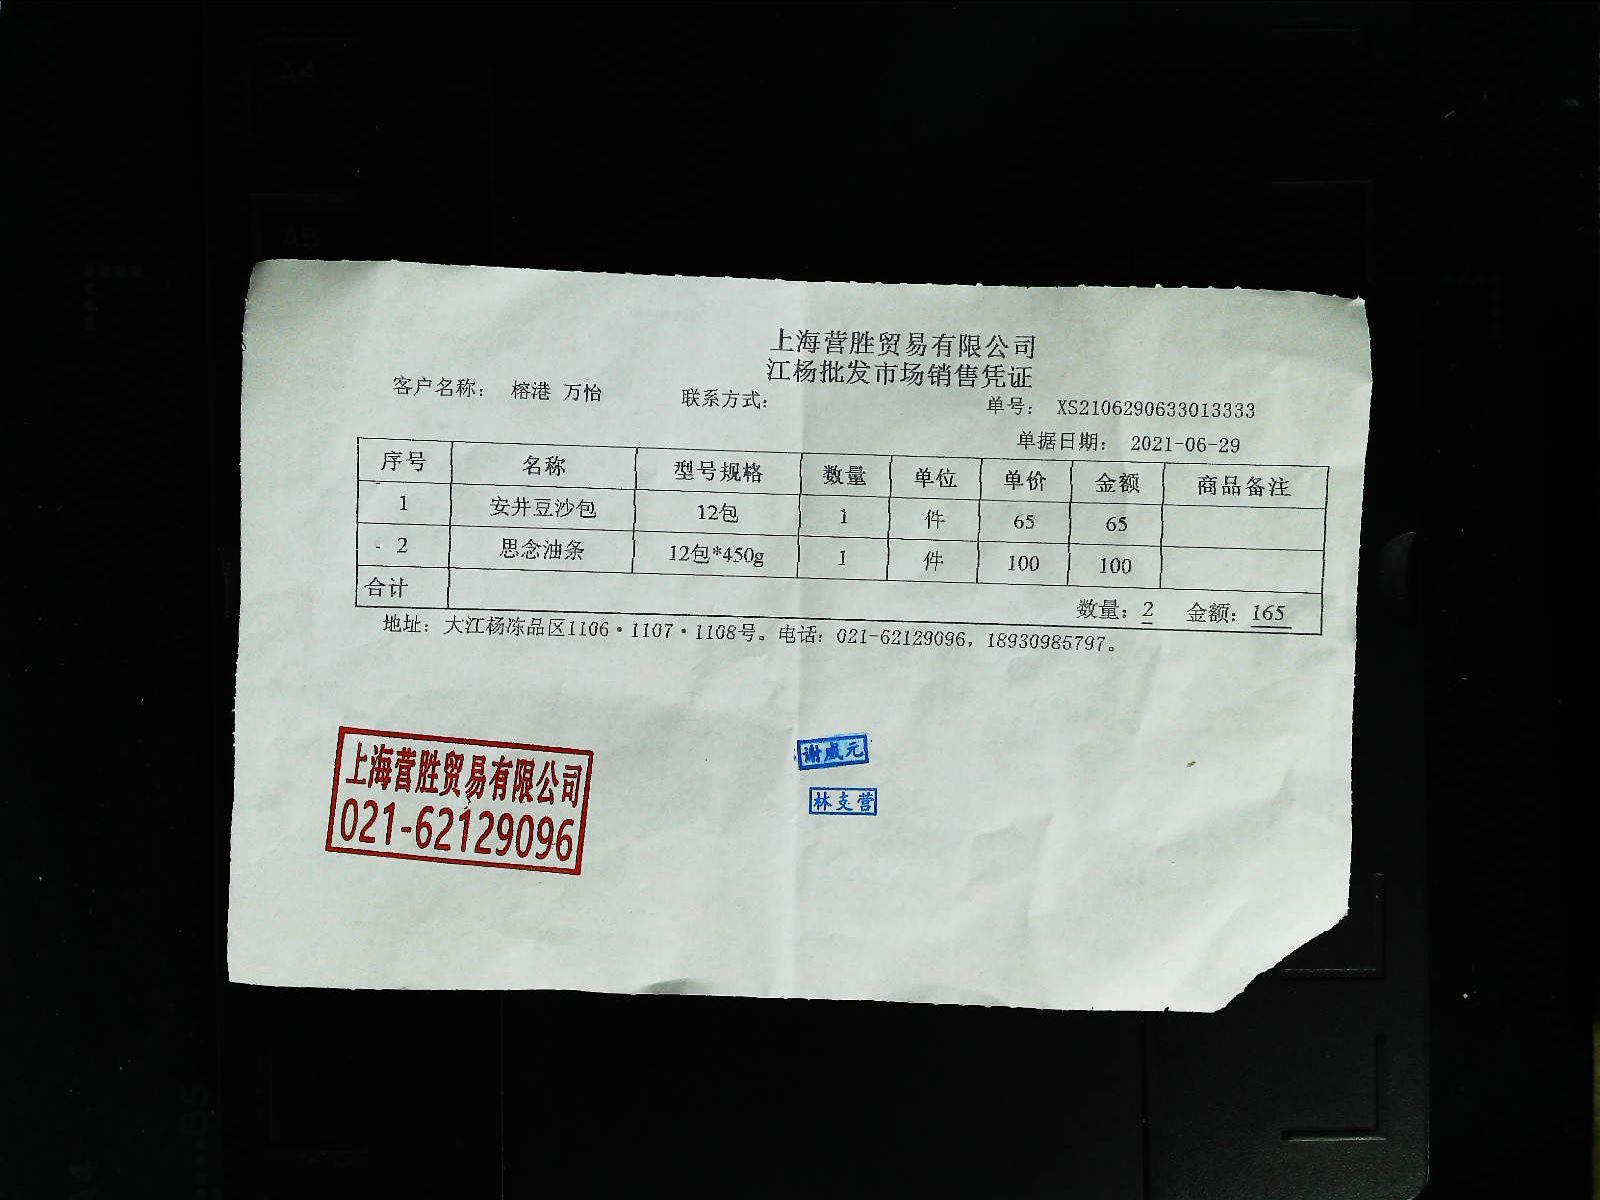 上海营胜贸易有限公司
江杨批发市场销售凭证
客户名称: 榕港 万怡 联系方式: 单号: XS2106290633013333
单据日期: 2021-06-29
序号 名称 型号规格 数量 单位 单价 金额 商品备注
1 安井豆沙包 12包 1 件 65 65
2 思念油条 12包*450g 1 件 100 100
合计 数量: 2 金额: 165
地址: 大江杨冻品区1106·1107·1108号。电话: 021-62129096, 18930985797。
上海营胜贸易有限公司
021-62129096
谢 元
林支营